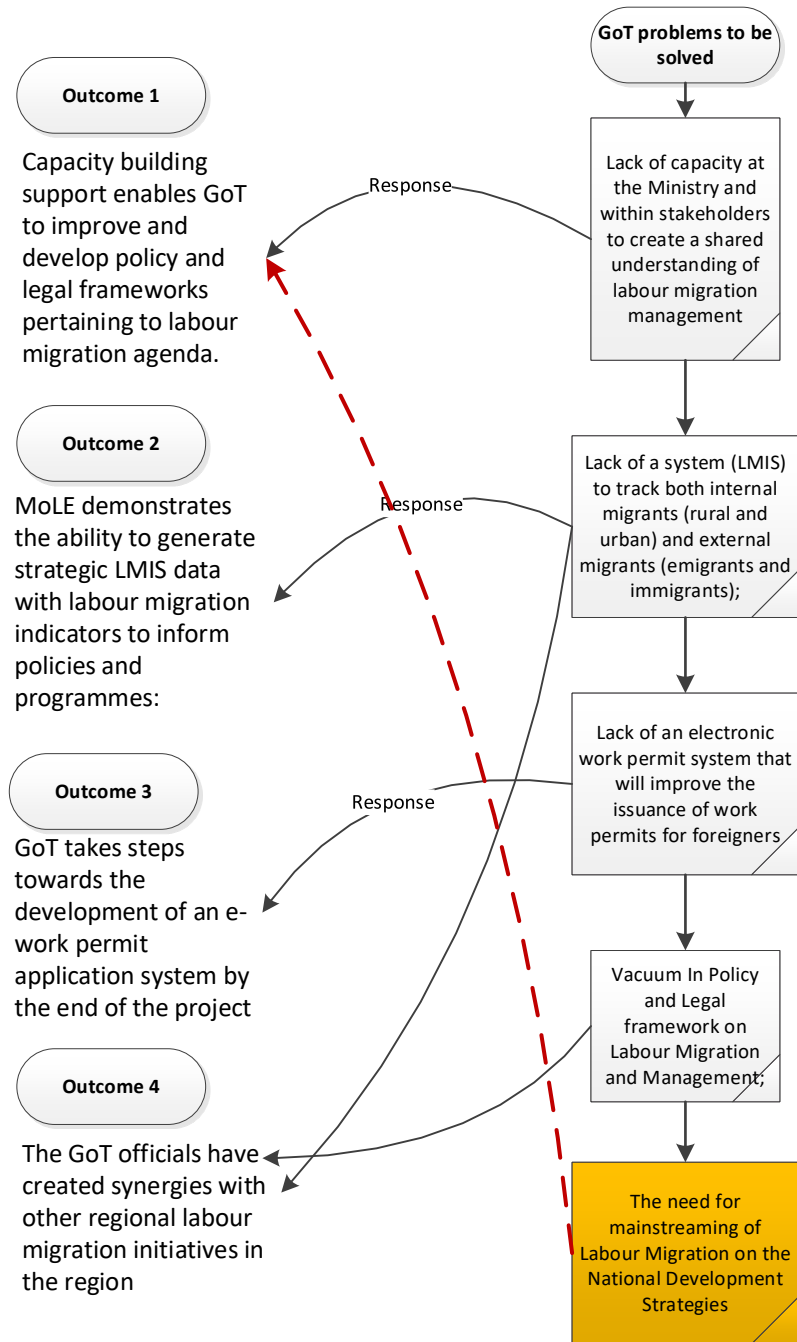 GoT problems to be
solved
Outcome 1
Capacity building
support enables GoT
to improve and
develop policy and
legal frameworks
pertaining to labour
migration agenda.
Response
Lack of capacity at
the Ministry and
within stakeholders
to create a shared
understanding of
labour migration
management
Outcome 2
MoLE demonstrates
the ability to generate
strategic LMIS data
with labour migration
indicators to inform
policies and
programmes:
Response
Lack of a system (LMIS)
to track both internal
migrants (rural and
urban) and external
migrants (emigrants and
immigrants);
Outcome 3
GoT takes steps
towards the
development of an e-
work permit
application system by
the end of the project
Response
Lack of an electronic
work permit system that
will improve the
issuance of work
permits for foreigners
Outcome 4
The GoT officials have
created synergies with
other regional labour
migration initiatives in
the region
Vacuum In Policy
and Legal
framework on
Labour Migration
and Management;
The need for
mainstreaming of
Labour Migration on the
National Development
Strategies